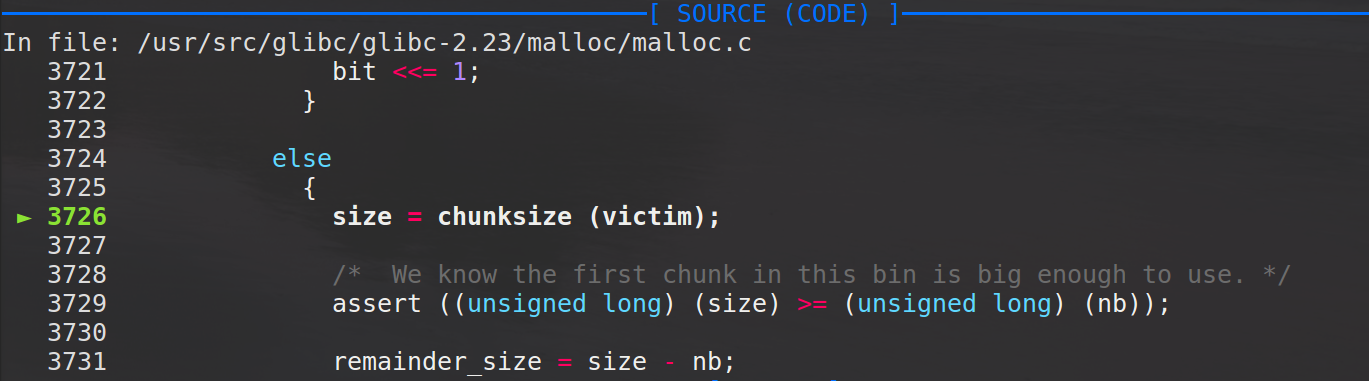 [ SOURCE (CODE) ]
In file: /usr/src/glibc/glibc-2.23/malloc/malloc.c
   3721               bit <<= 1;
   3722             }
   3723
   3724           else
   3725             {
 ► 3726               size = chunksize (victim);
   3727
   3728               /*  We know the first chunk in this bin is big enough to use. */
   3729               assert ((unsigned long) (size) >= (unsigned long) (nb));
   3730
   3731               remainder_size = size - nb;